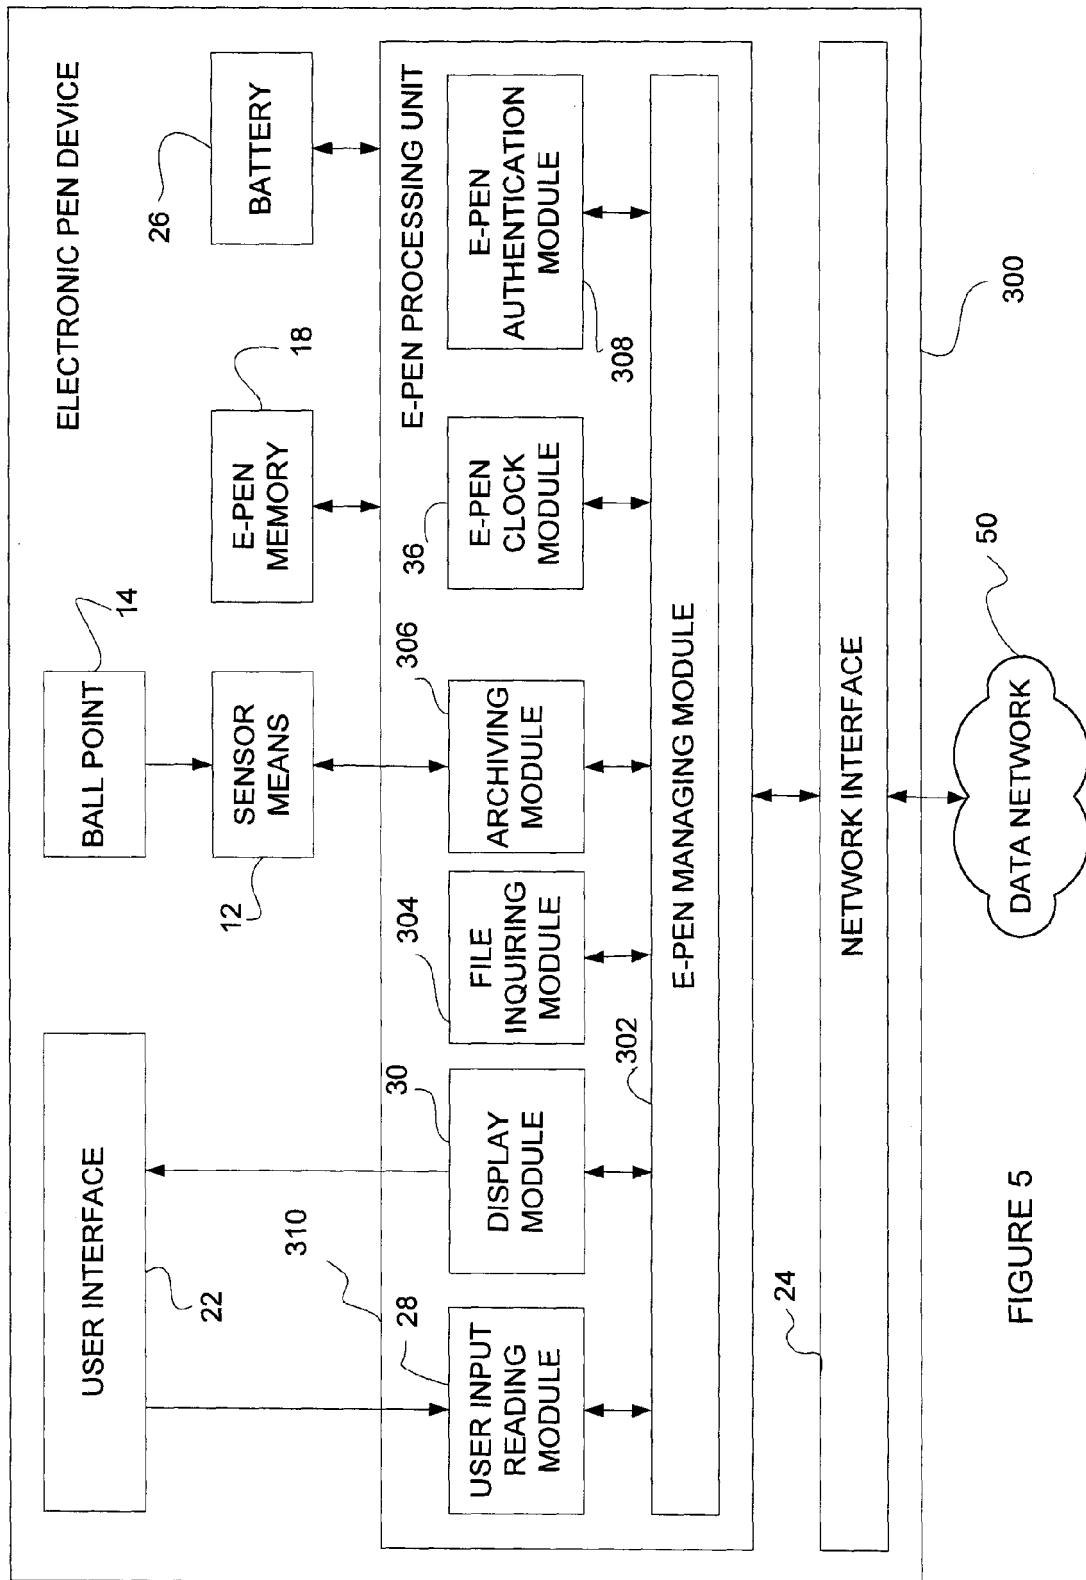 ELECTRONIC PEN DEVICE
USER INTERFACE
22
BALL POINT
14
SENSOR
MEANS
12
E-PEN
MEMORY
18
BATTERY
26
310
E-PEN PROCESSING UNIT
USER INPUT
READING
MODULE
28
DISPLAY
MODULE
30
FILE
INQUIRING
MODULE
304
ARCHIVING
MODULE
306
E-PEN
CLOCK
MODULE
36
E-PEN
AUTHENTICATION
MODULE
308
E-PEN MANAGING MODULE
302
NETWORK INTERFACE
24
300
DATA NETWORK
50
FIGURE 5